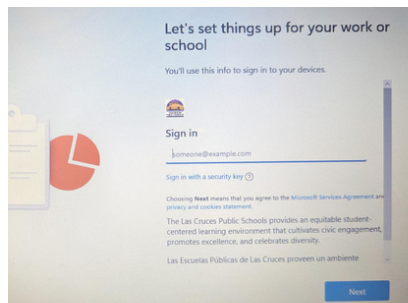 Let's set things up for your work or
school
You'll use this info to sign in to your devices.
Sign in
someone@example.com
Sign in with a security key
Choosing Next means that you agree to the Microsoft Services Agreement and
privacy and cookies statement.
The Las Cruces Public Schools provides an equitable student-
centered learning environment that cultivates civic engagement,
promotes excellence, and celebrates diversity.
Las Escuelas Públicas de Las Cruces proveen un ambiente
Next